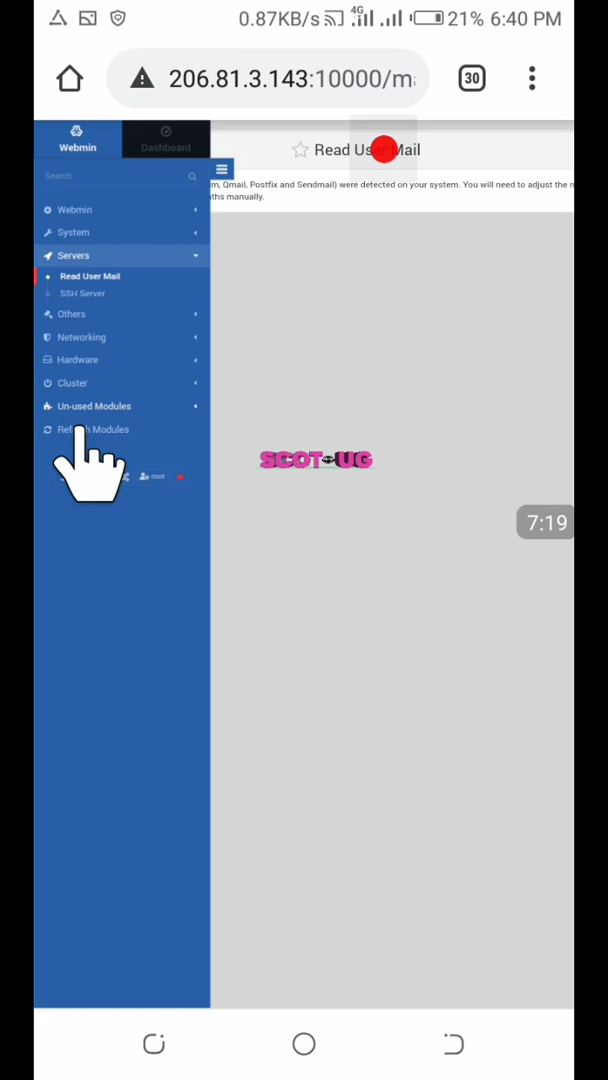 0.87KB/s 4G 21% 6:40 PM
206.81.3.143:10000/ma
30
Webmin
Dashboard
Read User Mail
Search
m, Qmail, Postfix and Sendmail) were detected on your system. You will need to adjust the m
ths manually.
Webmin
System
Servers
Read User Mail
SSH Server
Others
Networking
Hardware
Cluster
Un-used Modules
Modules
root
SCOT UG
7:19